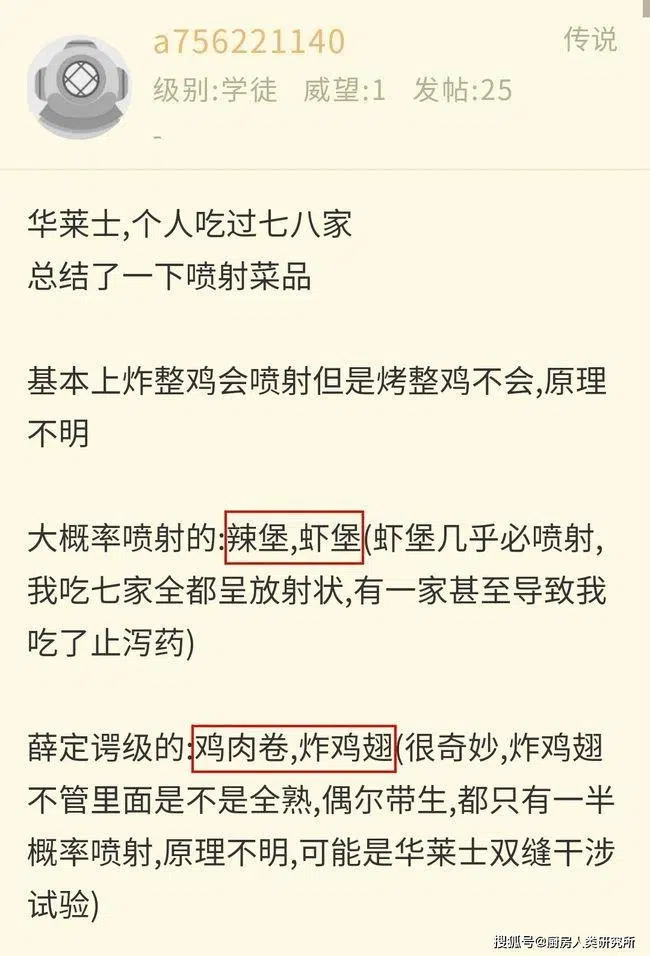 a756221140
传说
级别:学徒 威望:1 发帖:25
-
华莱士,个人吃过七八家
总结了一下喷射菜品
基本上炸整鸡会喷射但是烤整鸡不会,原理
不明
大概率喷射的:辣堡,虾堡(虾堡几乎必喷射,
我吃七家全都呈放射状,有一家甚至导致我
吃了止泻药)
薛定谔级的:鸡肉卷,炸鸡翅(很奇妙,炸鸡翅
不管里面是不是全熟,偶尔带生,都只有一半
概率喷射,原理不明,可能是华莱士双缝干涉
试验)
搜狐号@厨房人类研究所